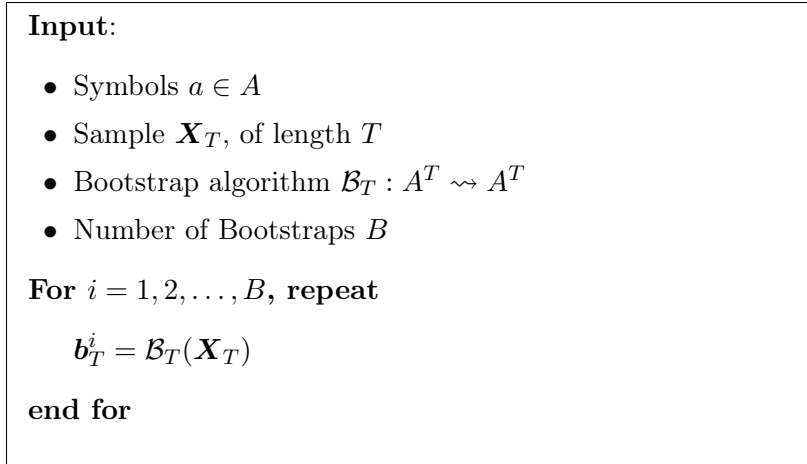 Input:
• Symbols a ∈ A
• Sample X_T, of length T
• Bootstrap algorithm ℬ_T : A^T ⇝ A^T
• Number of Bootstraps B
For i = 1, 2, . . . , B, repeat
b_T^i = ℬ_T(X_T)
end for